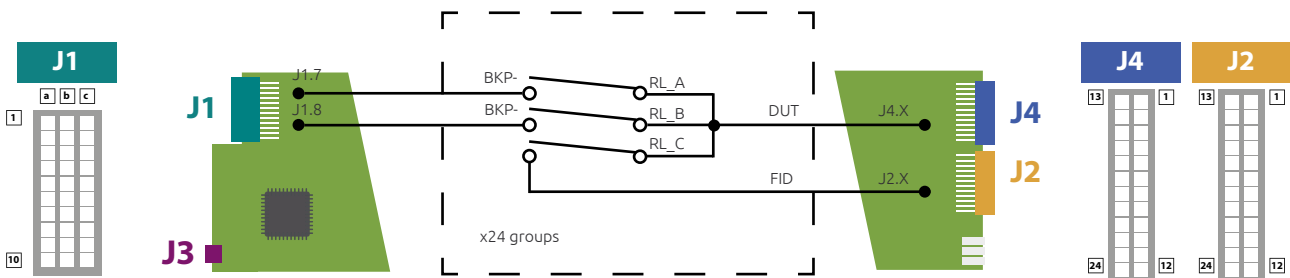 J1
a b c
1
10
J1
J3
J1.7
J1.8
BKP-
BKP-
RL_A
RL_B
RL_C
DUT
FID
x24 groups
J4.X
J2.X
J4
J2
J4
13 1
24 12
J2
13 1
24 12